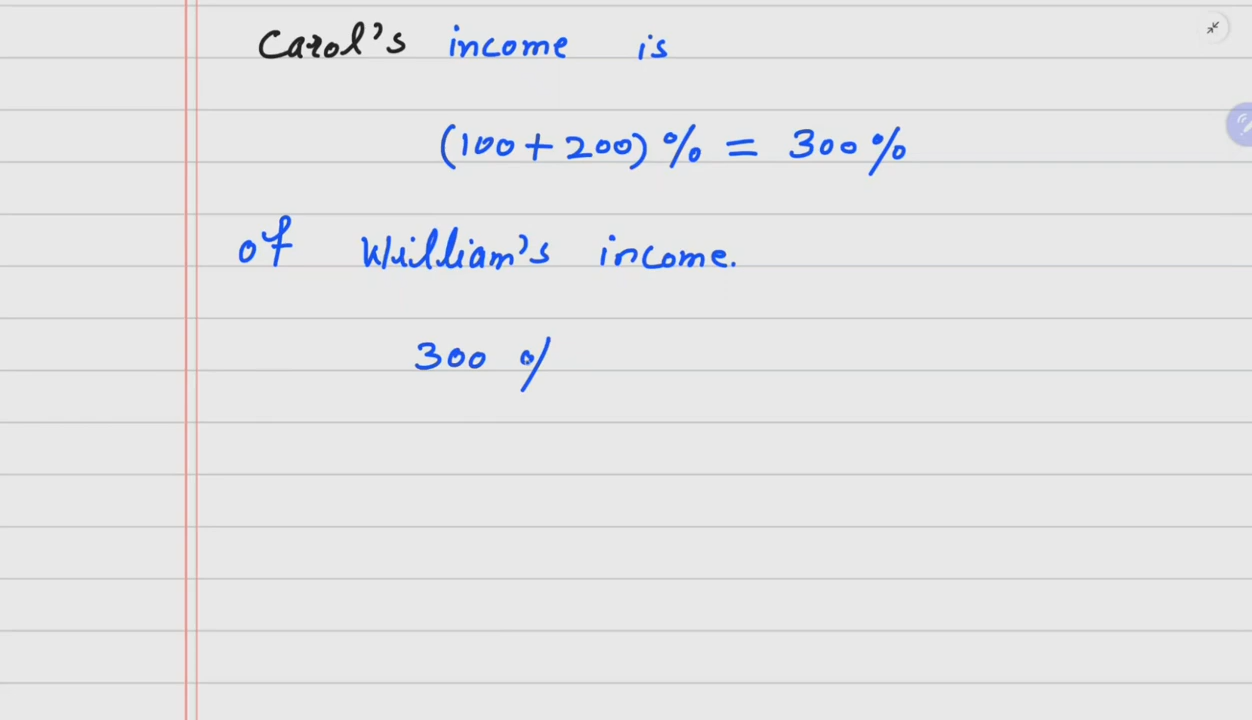 Carol's income is
(100 + 200) % = 300 %
of William's income.
300 %